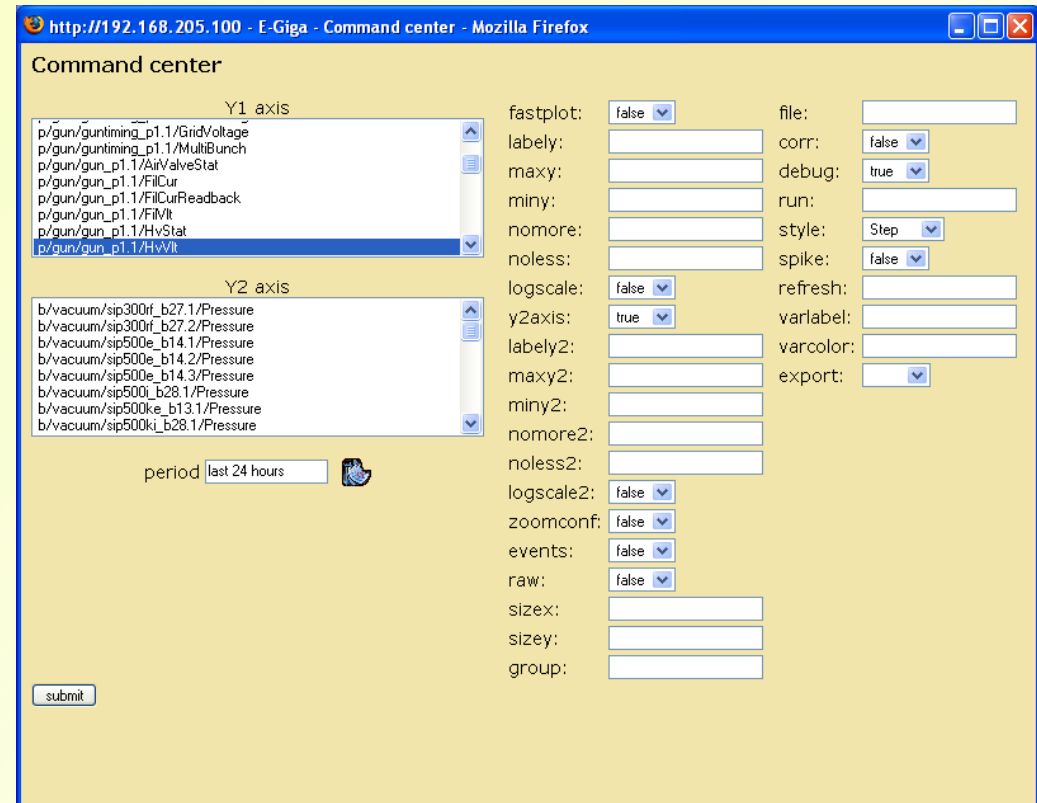 http://192.168.205.100 - E-Giga - Command center - Mozilla Firefox
Command center
Y1 axis
p/gun/guntiming_p1.1/GridVoltage
p/gun/guntiming_p1.1/MultiBunch
p/gun/gun_p1.1/AirValveStat
p/gun/gun_p1.1/FilCur
p/gun/gun_p1.1/FilCurReadback
p/gun/gun_p1.1/FilVlt
p/gun/gun_p1.1/HvStat
p/gun/gun_p1.1/HvVlt
Y2 axis
b/vacuum/sip300rf_b27.1/Pressure
b/vacuum/sip300rf_b27.2/Pressure
b/vacuum/sip500e_b14.1/Pressure
b/vacuum/sip500e_b14.2/Pressure
b/vacuum/sip500e_b14.3/Pressure
b/vacuum/sip500i_b28.1/Pressure
b/vacuum/sip500ke_b13.1/Pressure
b/vacuum/sip500ki_b28.1/Pressure
period last 24 hours
submit
fastplot: false
labely:
maxy:
miny:
nomore:
noless:
logscale: false
y2axis: true
labely2:
maxy2:
miny2:
nomore2:
noless2:
logscale2: false
zoomconf: false
events: false
raw: false
sizex:
sizey:
group:
file:
corr: false
debug: true
run:
style: Step
spike: false
refresh:
varlabel:
varcolor:
export: